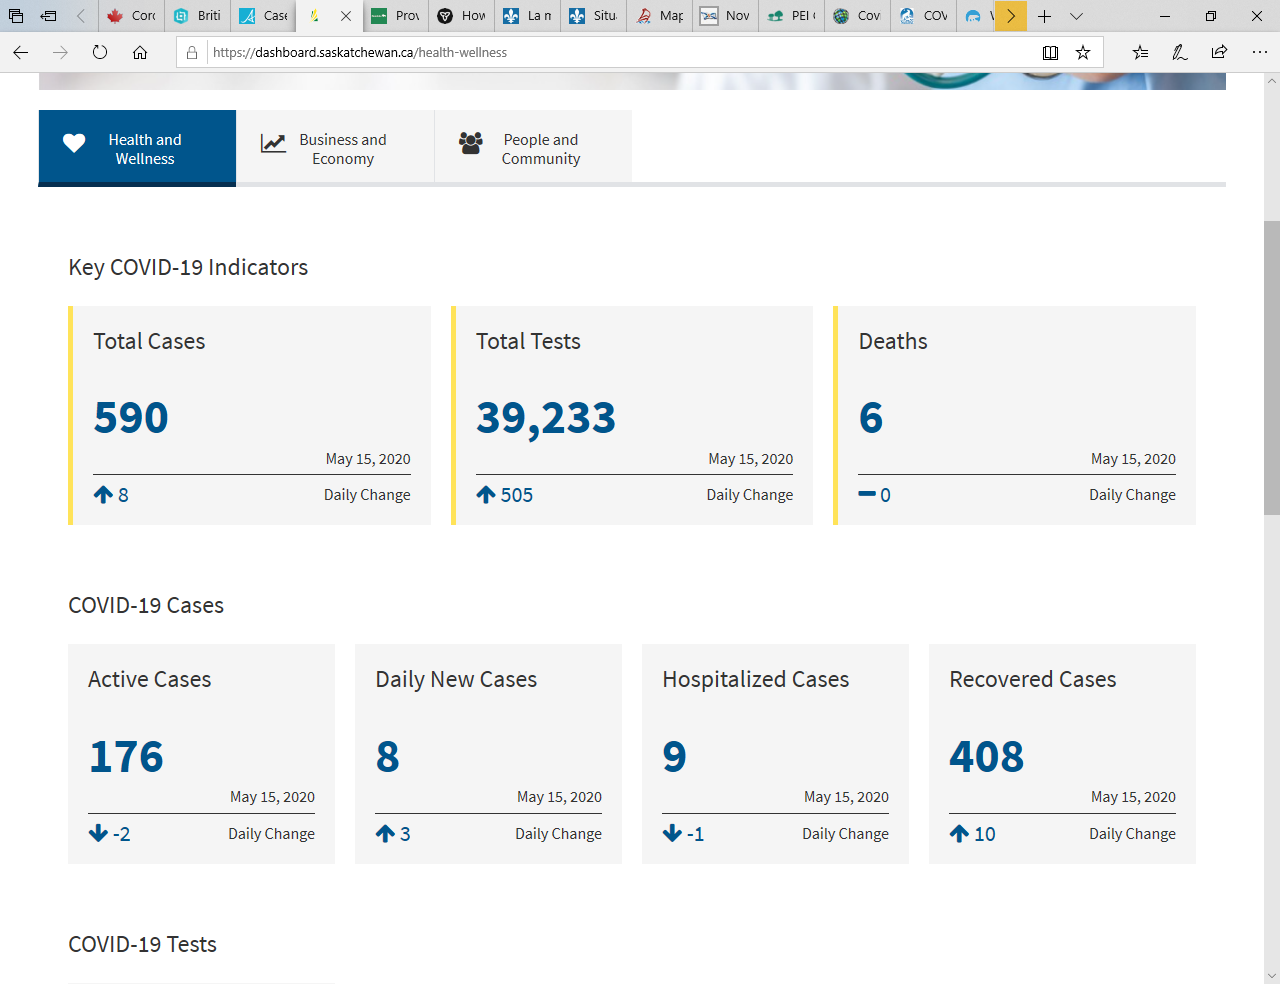 Corc
Briti
Case
Prov
How
La m
Situ
Map
Nov
PEI
Cov
COV
https://dashboard.saskatchewan.ca/health-wellness
Health and
Wellness
Business and
Economy
People and
Community
Key COVID-19 Indicators
Total Cases
590
May 15, 2020
8 Daily Change
Total Tests
39,233
May 15, 2020
505 Daily Change
Deaths
6
May 15, 2020
0 Daily Change
COVID-19 Cases
Active Cases
176
May 15, 2020
-2 Daily Change
Daily New Cases
8
May 15, 2020
3 Daily Change
Hospitalized Cases
9
May 15, 2020
-1 Daily Change
Recovered Cases
408
May 15, 2020
10 Daily Change
COVID-19 Tests